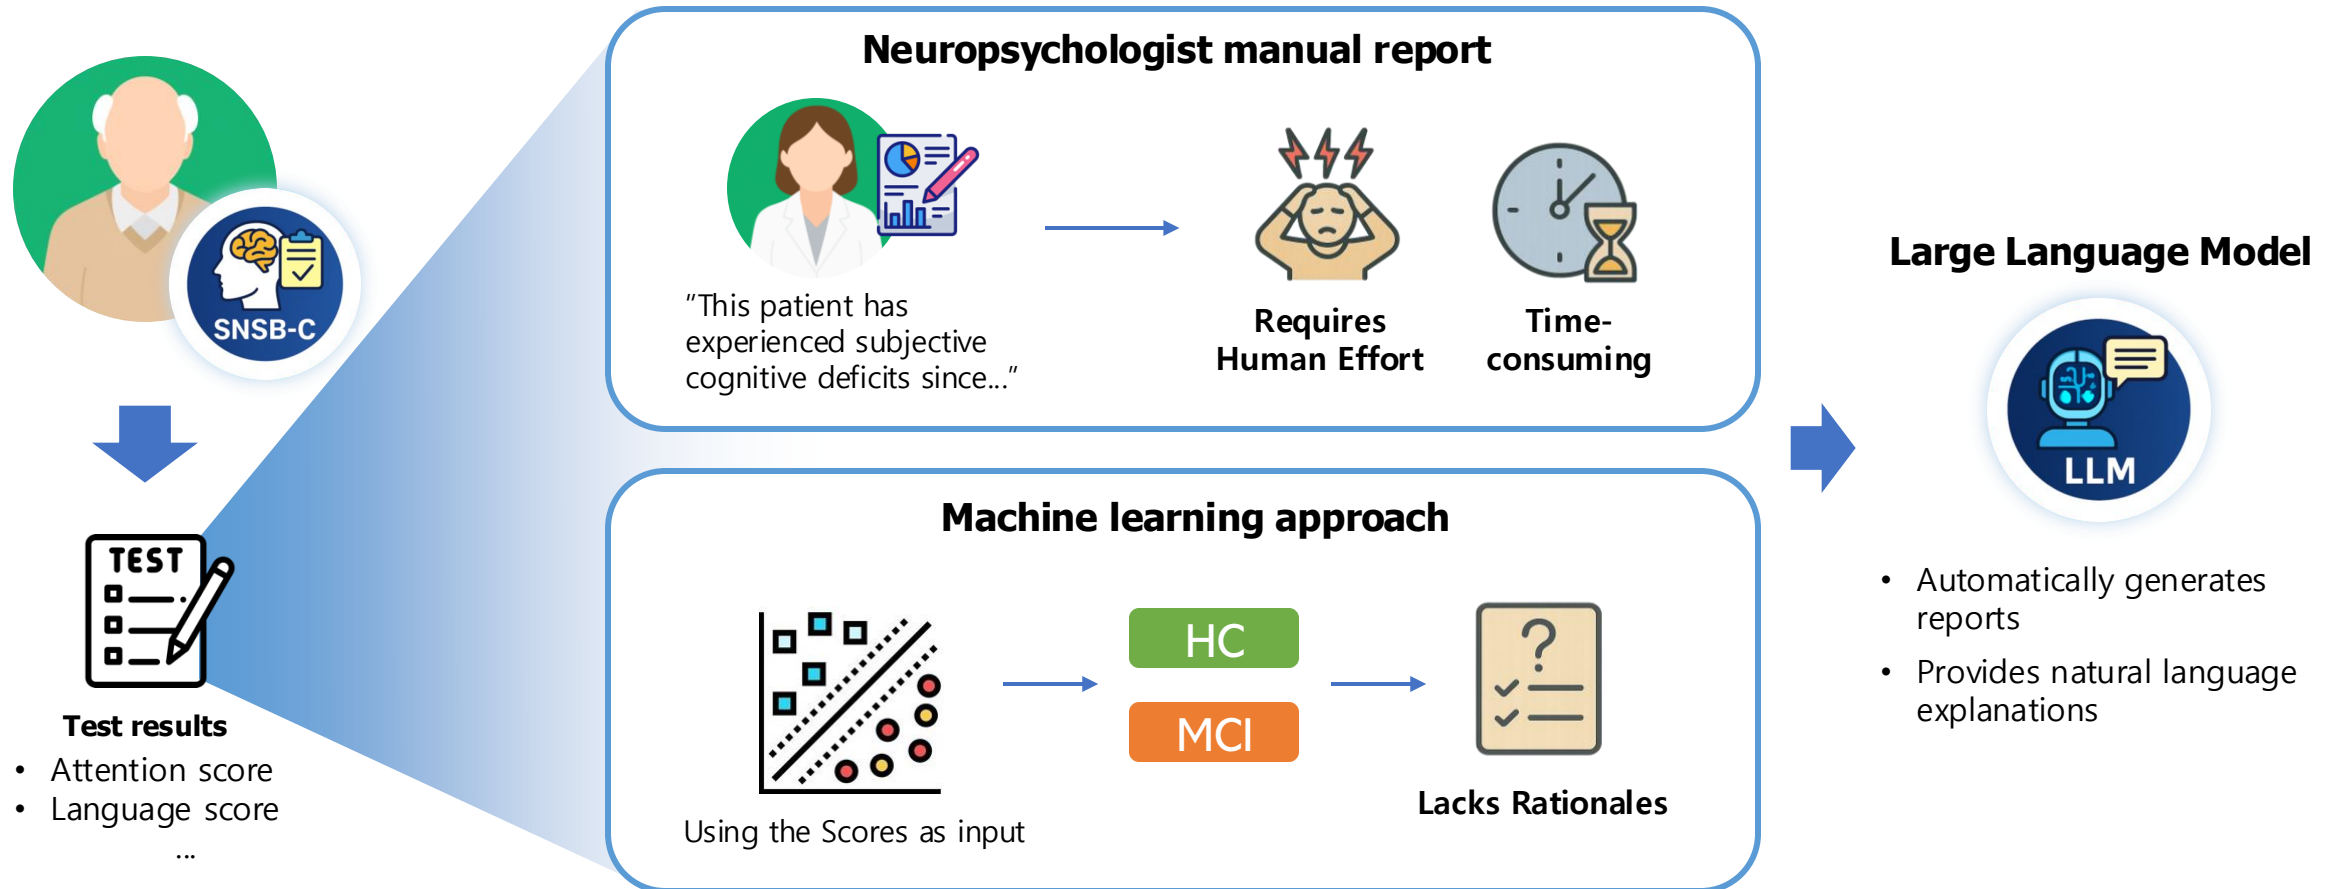 SNSB-C
TEST
Test results
• Attention score
• Language score
...
Neuropsychologist manual report
"This patient has
experienced subjective
cognitive deficits since..."
Requires
Human Effort
Time-
consuming
Machine learning approach
Using the Scores as input
HC
MCI
?
Lacks Rationales
Large Language Model
LLM
• Automatically generates
reports
• Provides natural language
explanations